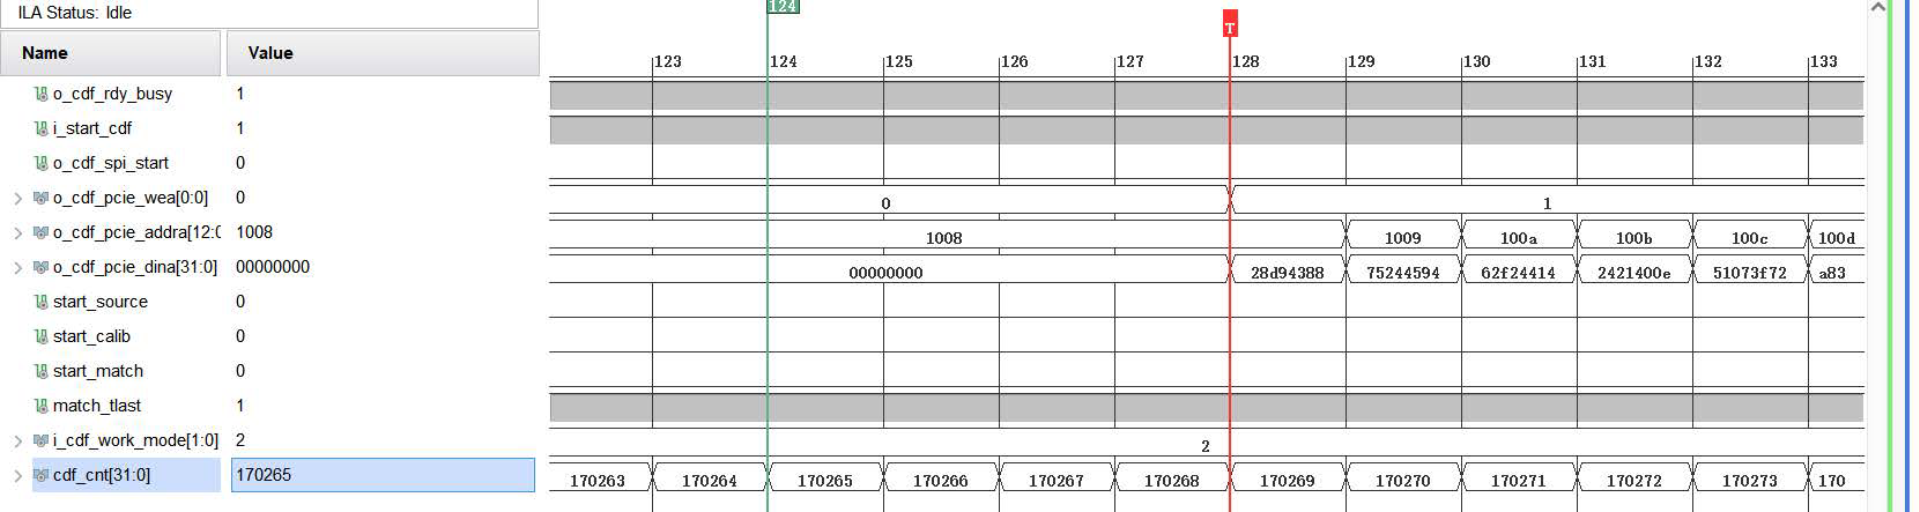 ILA Status: Idle
124
T
Name Value
123 124 125 126 127 128 129 130 131 132 133
o_cdf_rdy_busy 1
i_start_cdf 1
o_cdf_spi_start 0
o_cdf_pcie_wea[0:0] 0 0 1
o_cdf_pcie_addra[12:0 1008 1008 1009 100a 100b 100c 100d
o_cdf_pcie_dina[31:0] 00000000 00000000 28d94388 75244594 62f24414 2421400e 51073f72 a83
start_source 0
start_calib 0
start_match 0
match_tlast 1
i_cdf_work_mode[1:0] 2 2
cdf_cnt[31:0] 170265 170263 170264 170265 170266 170267 170268 170269 170270 170271 170272 170273 170